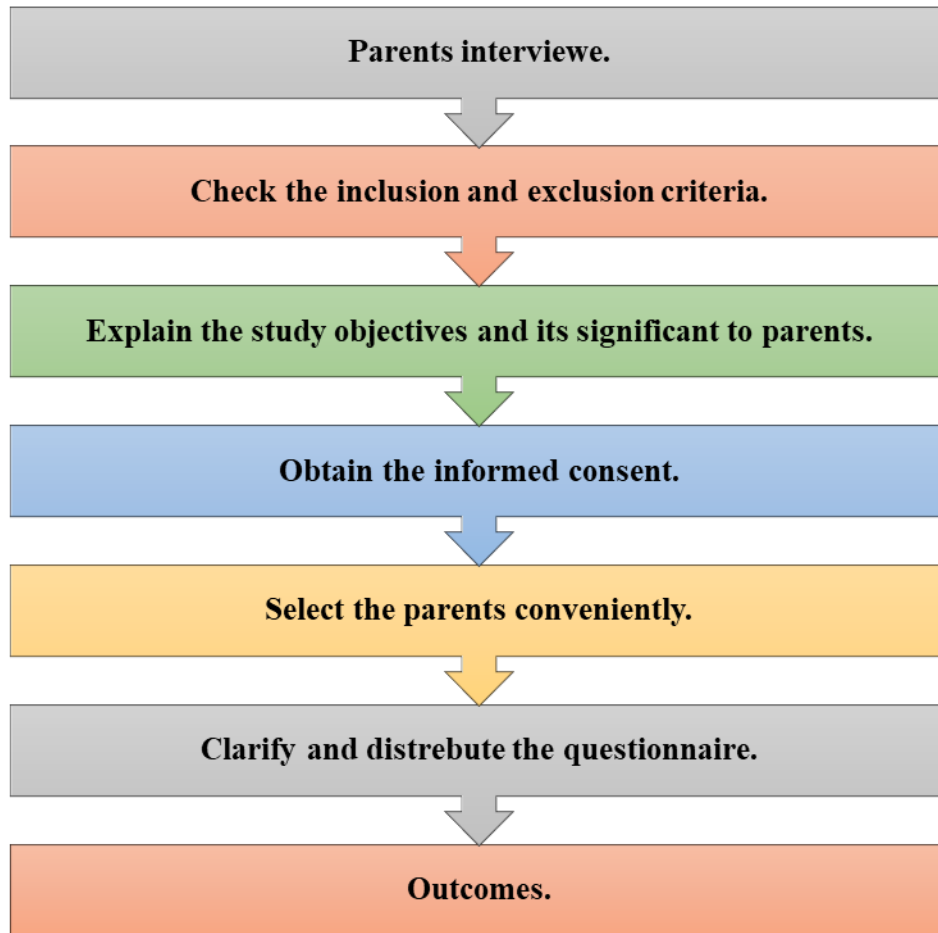 Parents interviewe.
Check the inclusion and exclusion criteria.
Explain the study objectives and its significant to parents.
Obtain the informed consent.
Select the parents conveniently.
Clarify and distrebute the questionnaire.
Outcomes.